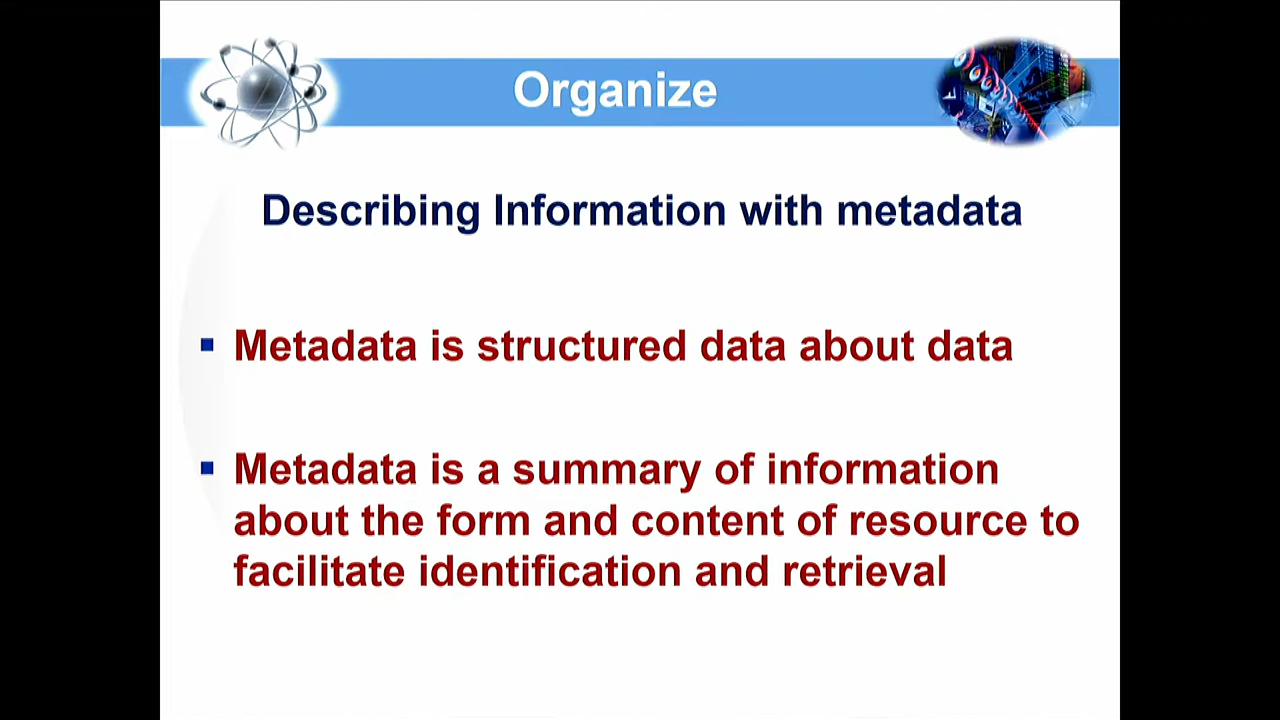 Organize
Describing Information with metadata
▪ Metadata is structured data about data
▪ Metadata is a summary of information
about the form and content of resource to
facilitate identification and retrieval